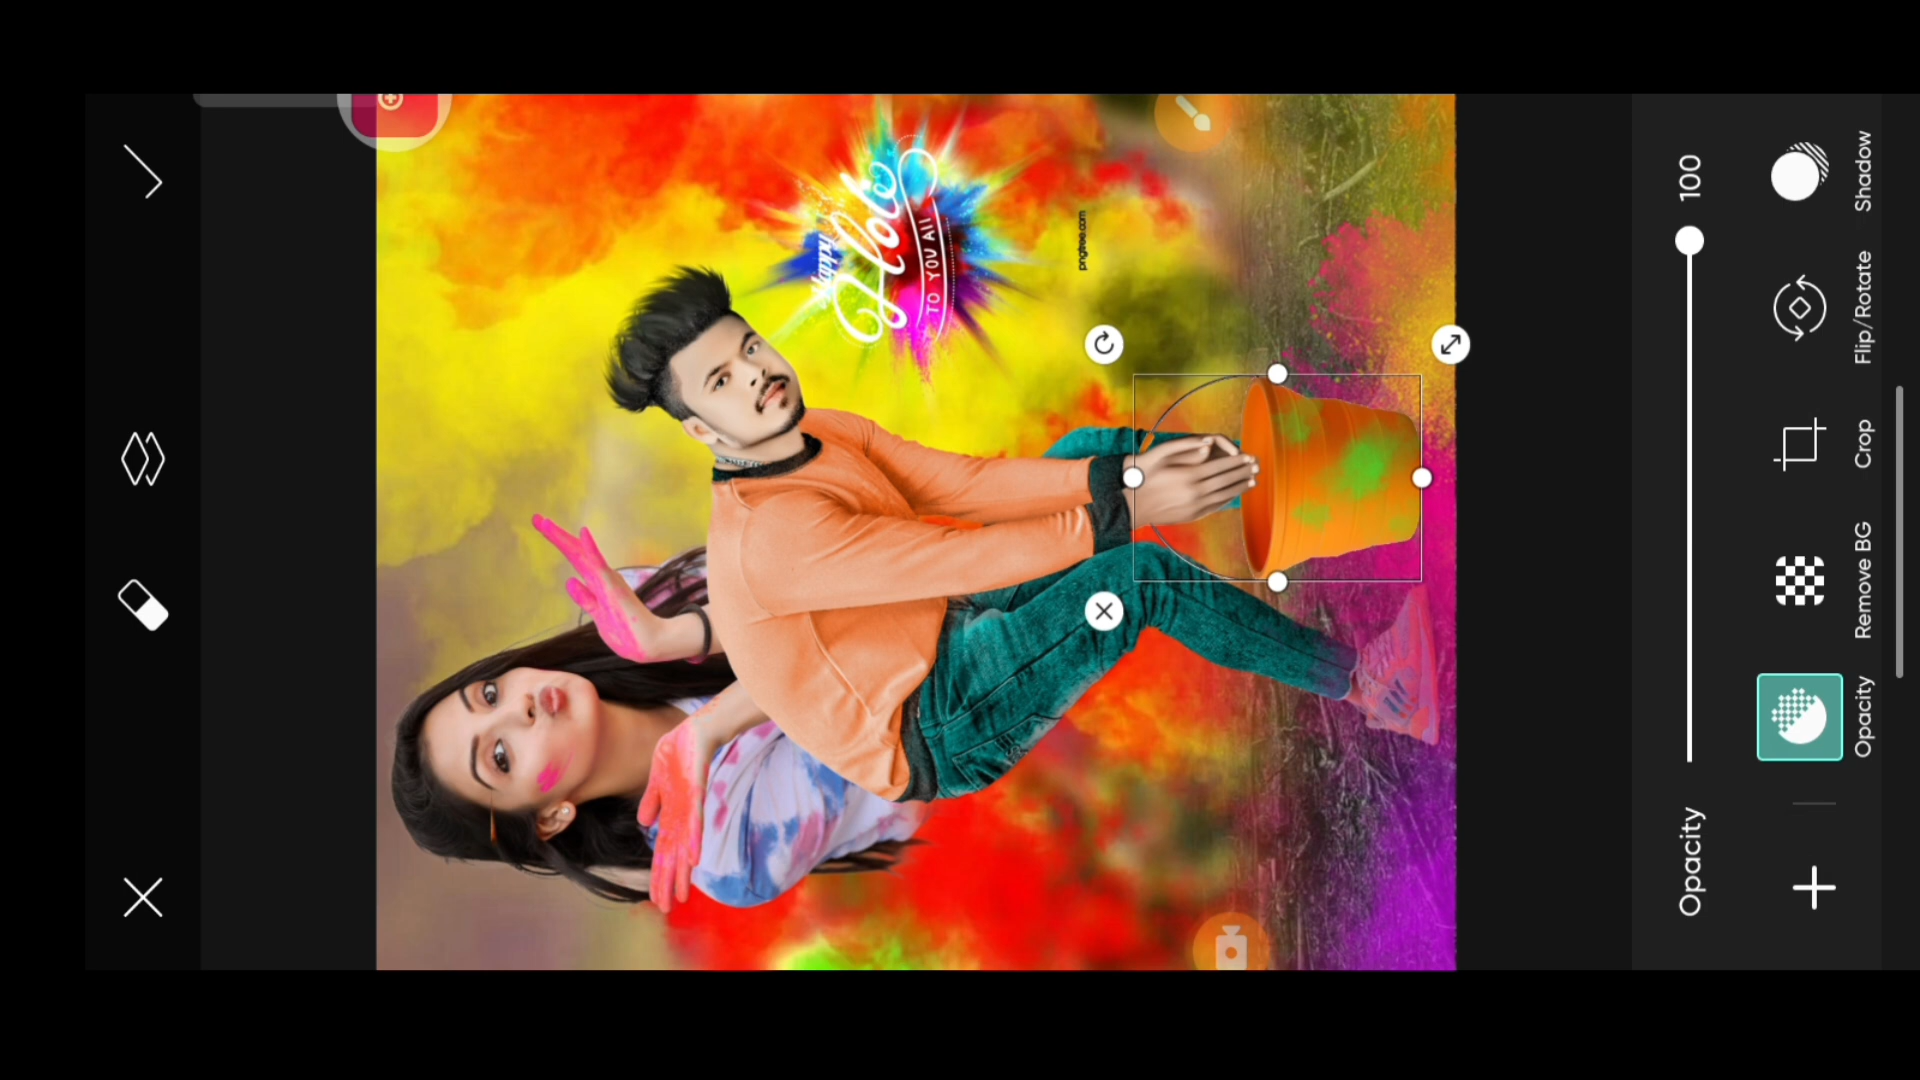 Happy
Holi
TO YOU All
pngtree.com
100
Opacity
Shadow
Flip/Rotate
Crop
Remove BG
Opacity